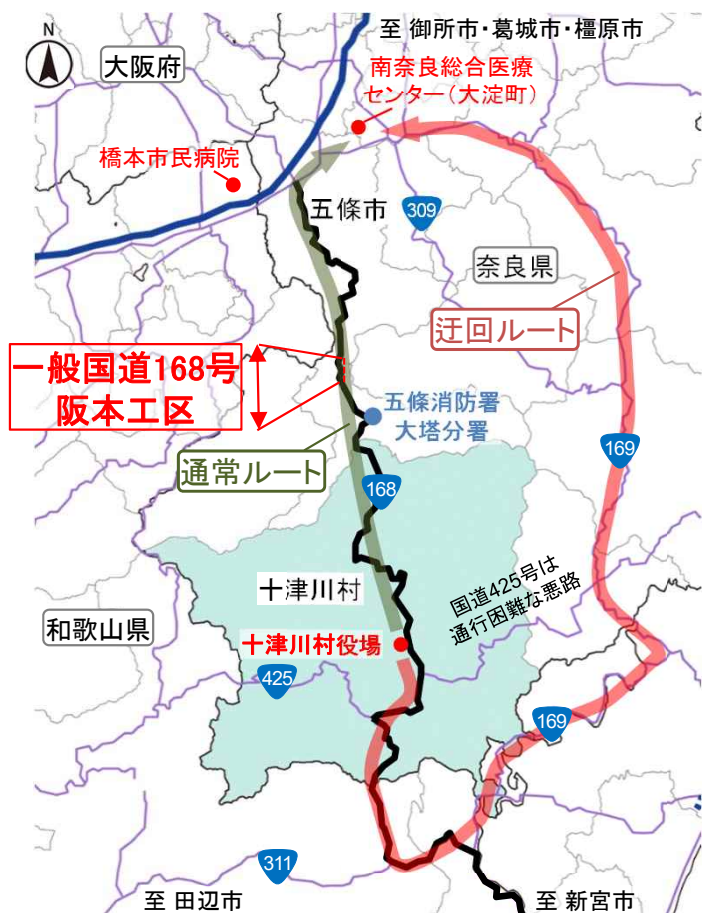 N
至 御所市・葛城市・橿原市
大阪府
南奈良総合医療
センター（大淀町）
橋本市民病院
五條市
309
奈良県
迂回ルート
一般国道168号
阪本工区
五條消防署
大塔分署
通常ルート
169
168
国道425号は
通行困難な悪路
十津川村
和歌山県
十津川村役場
425
169
311
至 田辺市
至 新宮市